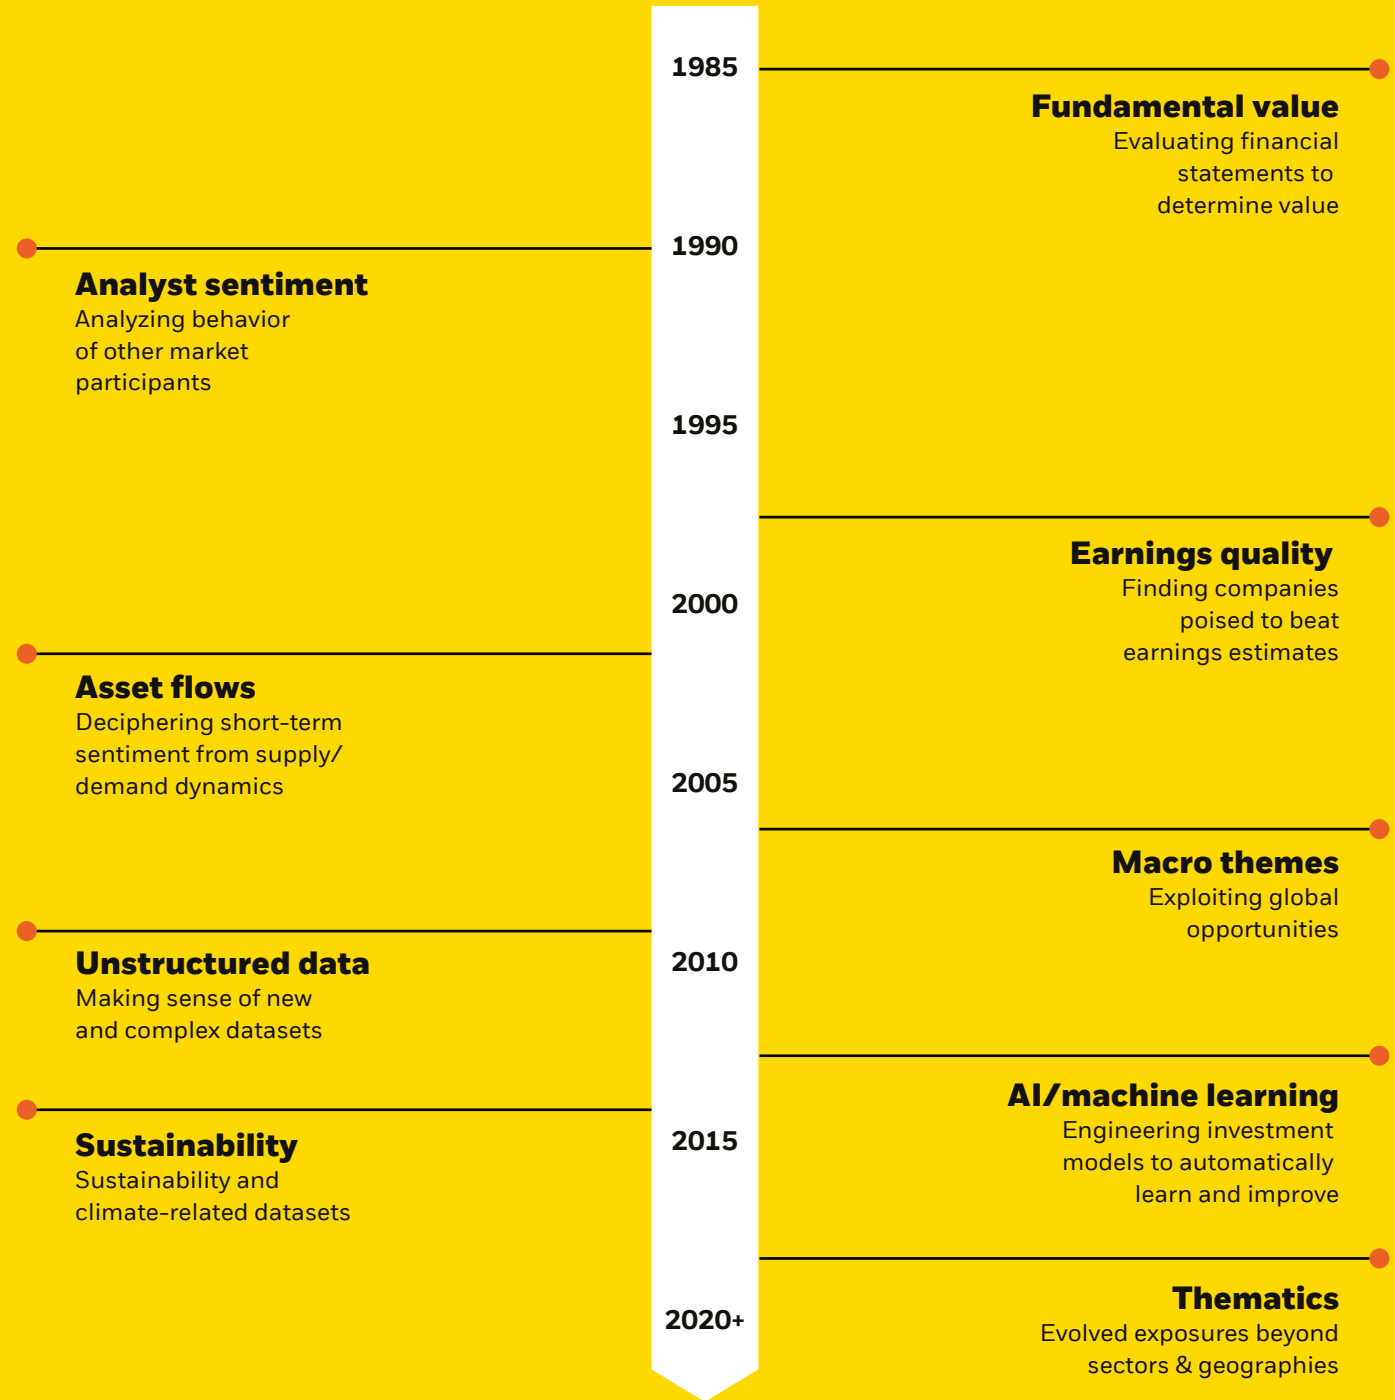 1985
Fundamental value
Evaluating financial
statements to
determine value
1990
Analyst sentiment
Analyzing behavior
of other market
participants
1995
Earnings quality
Finding companies
poised to beat
earnings estimates
2000
Asset flows
Deciphering short-term
sentiment from supply/
demand dynamics
2005
Macro themes
Exploiting global
opportunities
Unstructured data
Making sense of new
and complex datasets
2010
AI/machine learning
Engineering investment
models to automatically
learn and improve
Sustainability
Sustainability and
climate-related datasets
2015
Thematics
Evolved exposures beyond
sectors & geographies
2020+